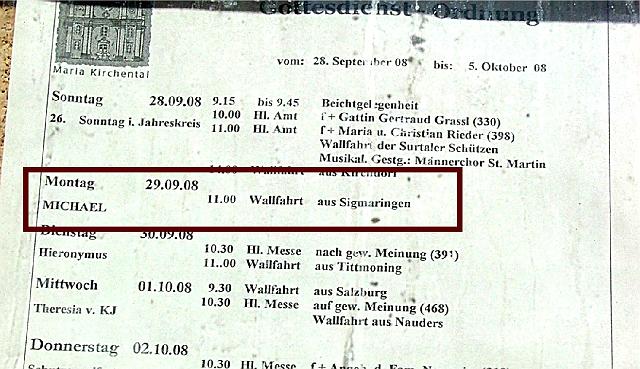 Gottesdienst - Ordnung
Maria Kirchental
vom: 28. September 08 bis: 5. Oktober 08
Sonntag 28.09.08 9.15 bis 9.45 Beichtgelegenheit
10.00 Hl. Amt f + Gattin Gertraud Grassl (330)
26. Sonntag i. Jahreskreis 11.00 Hl. Amt f + Maria u. Christian Rieder (398)
Wallfahrt der Surtaler Schützen
Musikal. Gestg.: Männerchor St. Martin
14.00 Wallfahrt aus Kirchdorf
Montag 29.09.08
MICHAEL 11.00 Wallfahrt aus Sigmaringen
Dienstag 30.09.08
Hieronymus 10.30 Hl. Messe nach gew. Meinung (391)
11..00 Wallfahrt aus Tittmoning
Mittwoch 01.10.08 9.30 Wallfahrt aus Salzburg
Theresia v. KJ 10.30 Hl. Messe auf gew. Meinung (468)
Wallfahrt aus Nauders
Donnerstag 02.10.08
10.30 Hl. Messe f +